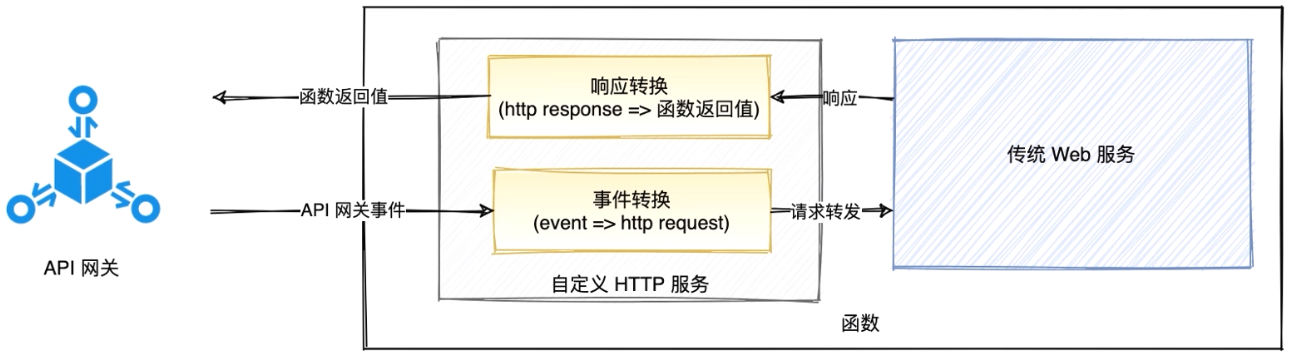 函数返回值
响应转换
(http response => 函数返回值)
响应
传统 Web 服务
API 网关事件
事件转换
(event => http request)
请求转发
API 网关
自定义 HTTP 服务
函数